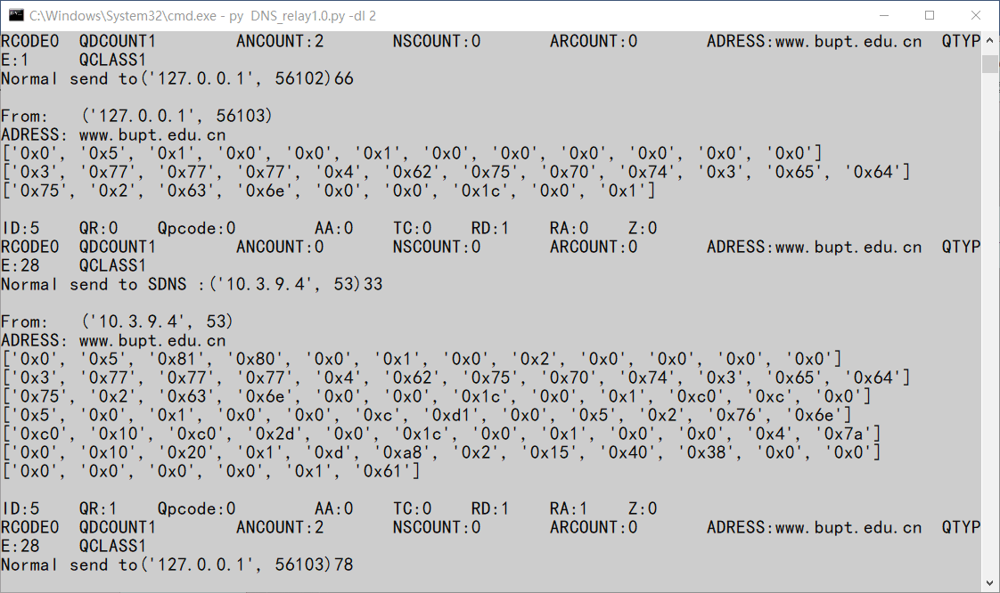 C:\Windows\System32\cmd.exe - py  DNS_relay1.0.py -dl 2
RCODE0  QDCOUNT1        ANCOUNT:2       NSCOUNT:0       ARCOUNT:0       ADRESS:www.bupt.edu.cn  QTYP
E:1     QCLASS1
Normal send to('127.0.0.1', 56102)66
From:   ('127.0.0.1', 56103)
ADRESS: www.bupt.edu.cn
['0x0', '0x5', '0x1', '0x0', '0x0', '0x1', '0x0', '0x0', '0x0', '0x0', '0x0', '0x0']
['0x3', '0x77', '0x77', '0x77', '0x4', '0x62', '0x75', '0x70', '0x74', '0x3', '0x65', '0x64']
['0x75', '0x2', '0x63', '0x6e', '0x0', '0x0', '0x1c', '0x0', '0x1']
ID:5    QR:0    Qpcode:0        AA:0    TC:0    RD:1    RA:0    Z:0
RCODE0  QDCOUNT1        ANCOUNT:0       NSCOUNT:0       ARCOUNT:0       ADRESS:www.bupt.edu.cn  QTYP
E:28    QCLASS1
Normal send to SDNS :('10.3.9.4', 53)33
From:   ('10.3.9.4', 53)
ADRESS: www.bupt.edu.cn
['0x0', '0x5', '0x81', '0x80', '0x0', '0x1', '0x0', '0x2', '0x0', '0x0', '0x0', '0x0']
['0x3', '0x77', '0x77', '0x77', '0x4', '0x62', '0x75', '0x70', '0x74', '0x3', '0x65', '0x64']
['0x75', '0x2', '0x63', '0x6e', '0x0', '0x0', '0x1c', '0x0', '0x1', '0xc0', '0xc', '0x0']
['0x5', '0x0', '0x1', '0x0', '0x0', '0xc', '0xd1', '0x0', '0x5', '0x2', '0x76', '0x6e']
['0xc0', '0x10', '0xc0', '0x2d', '0x0', '0x1c', '0x0', '0x1', '0x0', '0x0', '0x4', '0x7a']
['0x0', '0x10', '0x20', '0x1', '0xd', '0xa8', '0x2', '0x15', '0x40', '0x38', '0x0', '0x0']
['0x0', '0x0', '0x0', '0x0', '0x1', '0x61']
ID:5    QR:1    Qpcode:0        AA:0    TC:0    RD:1    RA:1    Z:0
RCODE0  QDCOUNT1        ANCOUNT:2       NSCOUNT:0       ARCOUNT:0       ADRESS:www.bupt.edu.cn  QTYP
E:28    QCLASS1
Normal send to('127.0.0.1', 56103)78